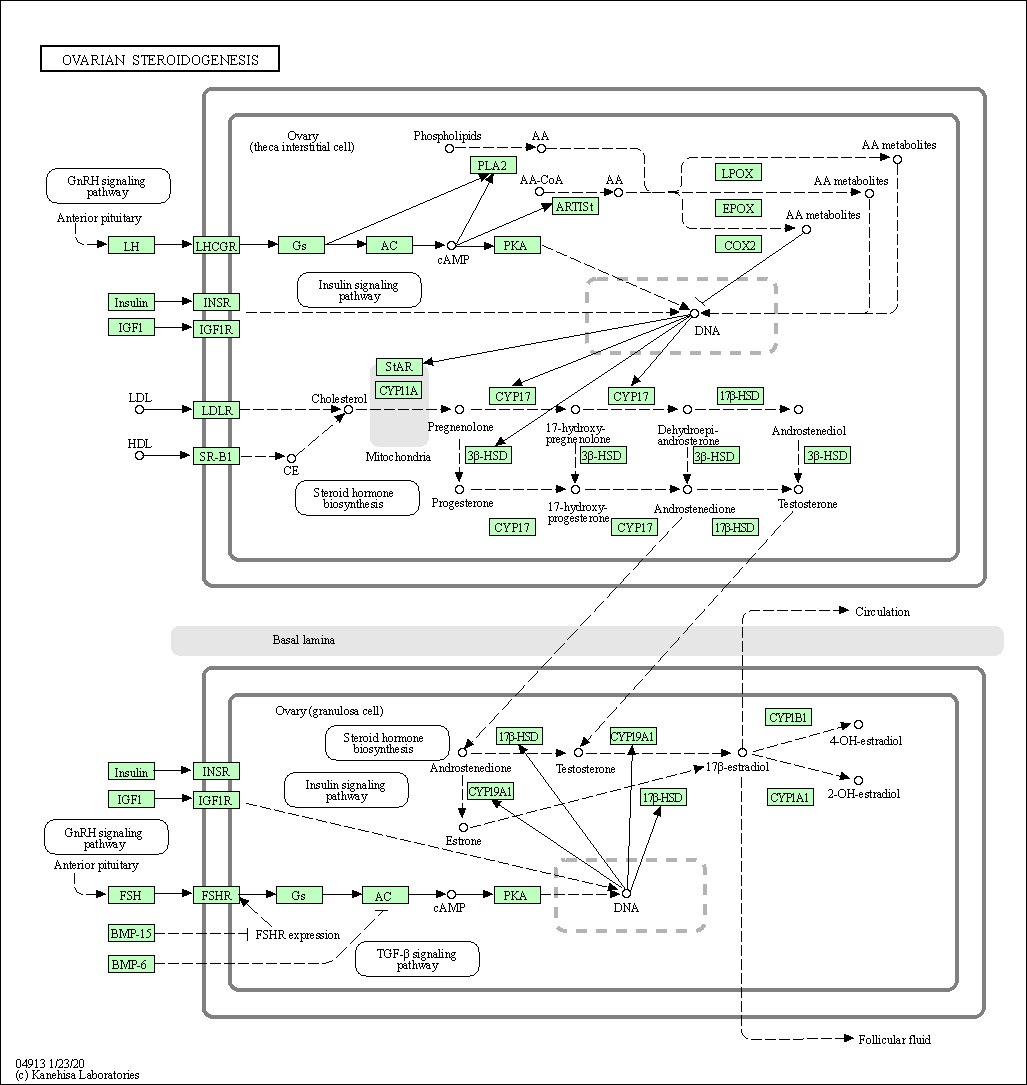 OVARIAN STEROIDOGENESIS
Ovary
(theca interstitial cell)
Phospholipids
AA
AA metabolites
PLA2
LPOX
GnRH signaling
pathway
AA-CoA
AA
AA metabolites
ARTISt
EPOX
Anterior pituitary
AA metabolites
LH
LHCGR
Gs
AC
cAMP
PKA
COX2
Insulin signaling
pathway
Insulin
INSR
IGF1
IGF1R
DNA
StAR
CYP11A
CYP17
CYP17
17β-HSD
LDL
LDLR
Cholesterol
Pregnenolone
17-hydroxy-
pregnenolone
Dehydroepi-
androsterone
Androstenediol
HDL
SR-B1
CE
Mitochondria
3β-HSD
3β-HSD
3β-HSD
3β-HSD
Steroid hormone
biosynthesis
Progesterone
17-hydroxy-
progesterone
Androstenedione
Testosterone
CYP17
CYP17
17β-HSD
Circulation
Basal lamina
Ovary (granulosa cell)
Steroid hormone
biosynthesis
17β-HSD
CYP19A1
CYP1B1
4-OH-estradiol
Androstenedione
Testosterone
17β-estradiol
Insulin
INSR
Insulin signaling
pathway
CYP19A1
17β-HSD
CYP1A1
2-OH-estradiol
IGF1
IGF1R
GnRH signaling
pathway
Estrone
Anterior pituitary
FSH
FSHR
Gs
AC
cAMP
PKA
DNA
BMP-15
FSHR expression
BMP-6
TGF-β signaling
pathway
Follicular fluid
04913 1/23/20
(c) Kanehisa Laboratories